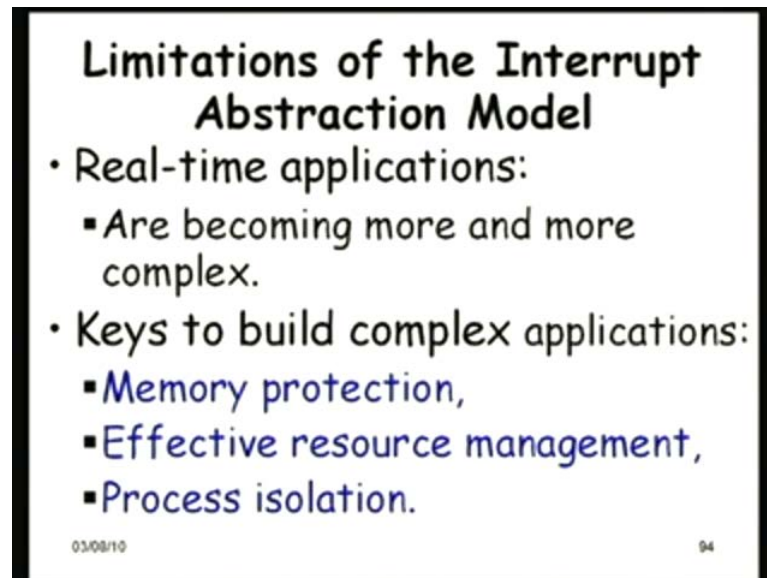 Limitations of the Interrupt
Abstraction Model
• Real-time applications:
▪Are becoming more and more
complex.
• Keys to build complex applications:
▪Memory protection,
▪Effective resource management,
▪Process isolation.
03/08/10
94